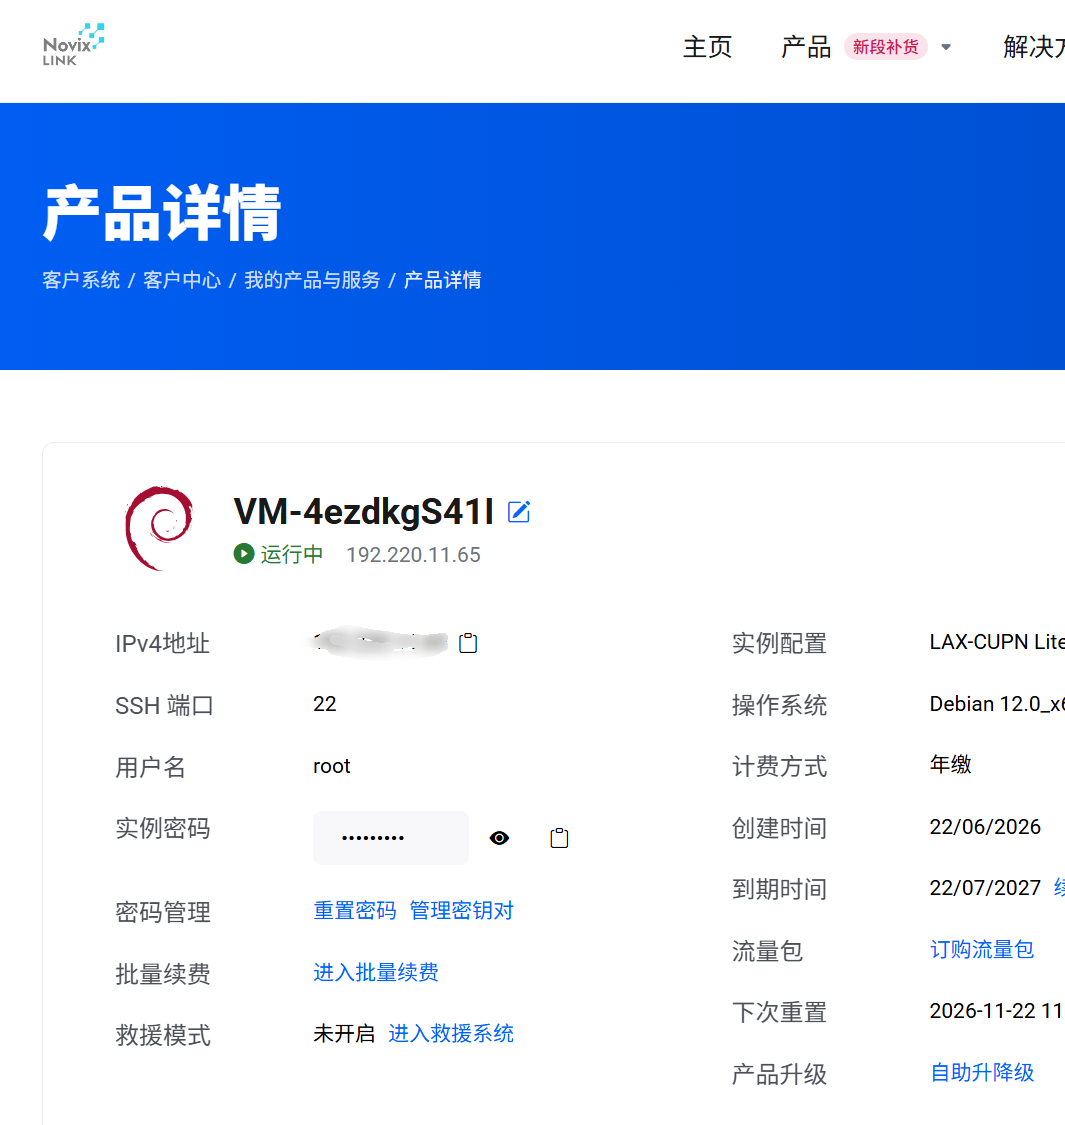 Novix
LINK
主页 产品 新段补货 解决方
产品详情
客户系统 / 客户中心 / 我的产品与服务 / 产品详情
VM-4ezdkgS41l
运行中 192.220.11.65
IPv4地址
实例配置 LAX-CUPN Lite
SSH 端口 22
操作系统 Debian 12.0_x6
用户名 root
计费方式 年缴
实例密码 •••••••••
创建时间 22/06/2026
到期时间 22/07/2027 续
密码管理 重置密码 管理密钥对
流量包 订购流量包
批量续费 进入批量续费
下次重置 2026-11-22 11
救援模式 未开启 进入救援系统
产品升级 自助升降级